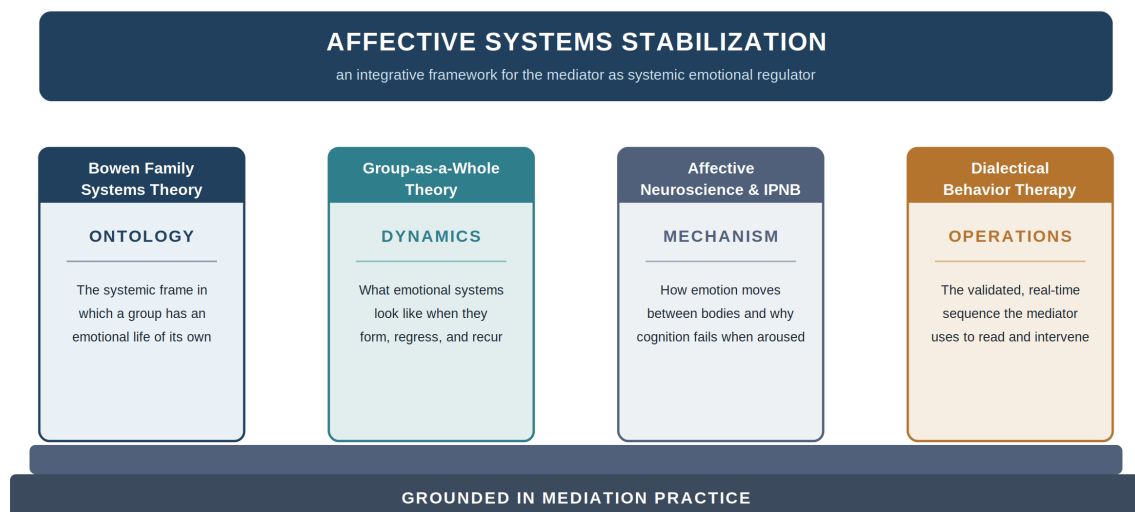 AFFECTIVE SYSTEMS STABILIZATION
an integrative framework for the mediator as systemic emotional regulator
Bowen Family
Systems Theory
ONTOLOGY
The systemic frame in
which a group has an
emotional life of its own
Group-as-a-Whole
Theory
DYNAMICS
What emotional systems
look like when they
form, regress, and recur
Affective
Neuroscience & IPNB
MECHANISM
How emotion moves
between bodies and why
cognition fails when aroused
Dialectical
Behavior Therapy
OPERATIONS
The validated, real-time
sequence the mediator
uses to read and intervene
GROUNDED IN MEDIATION PRACTICE